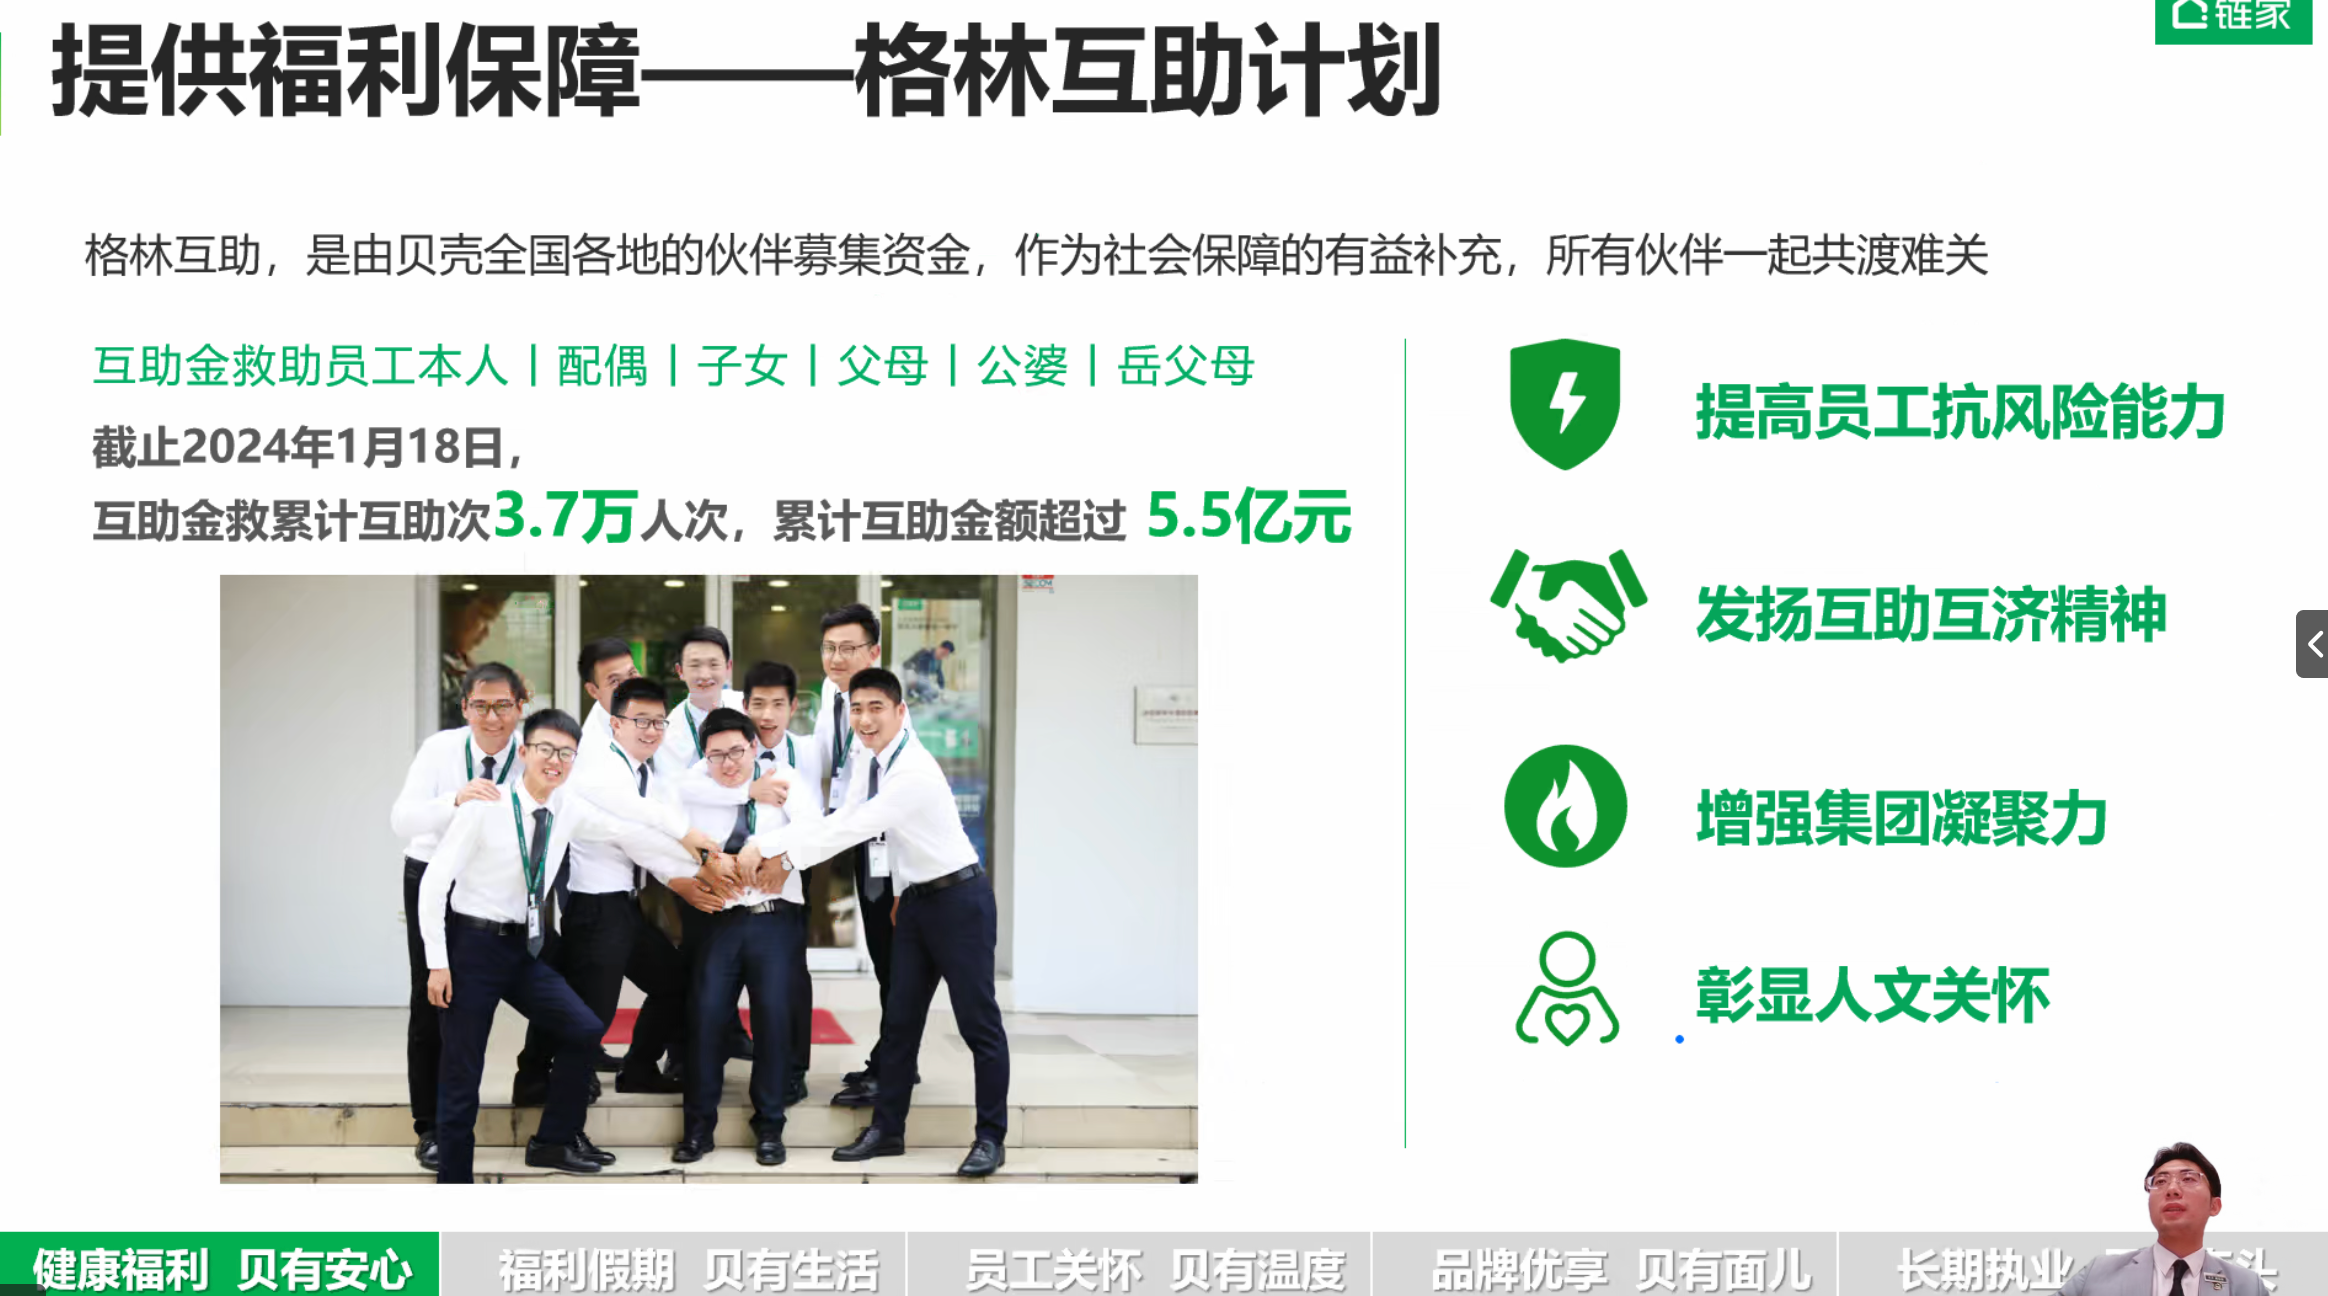 链家
提供福利保障——格林互助计划
格林互助，是由贝壳全国各地的伙伴募集资金，作为社会保障的有益补充，所有伙伴一起共渡难关
互助金救助员工本人丨配偶丨子女丨父母丨公婆丨岳父母
截止2024年1月18日，
互助金救累计互助次3.7万人次，累计互助金额超过 5.5亿元
提高员工抗风险能力
发扬互助互济精神
增强集团凝聚力
彰显人文关怀
健康福利 贝有安心
福利假期 贝有生活
员工关怀 贝有温度
品牌优享 贝有面儿
长期执业
头